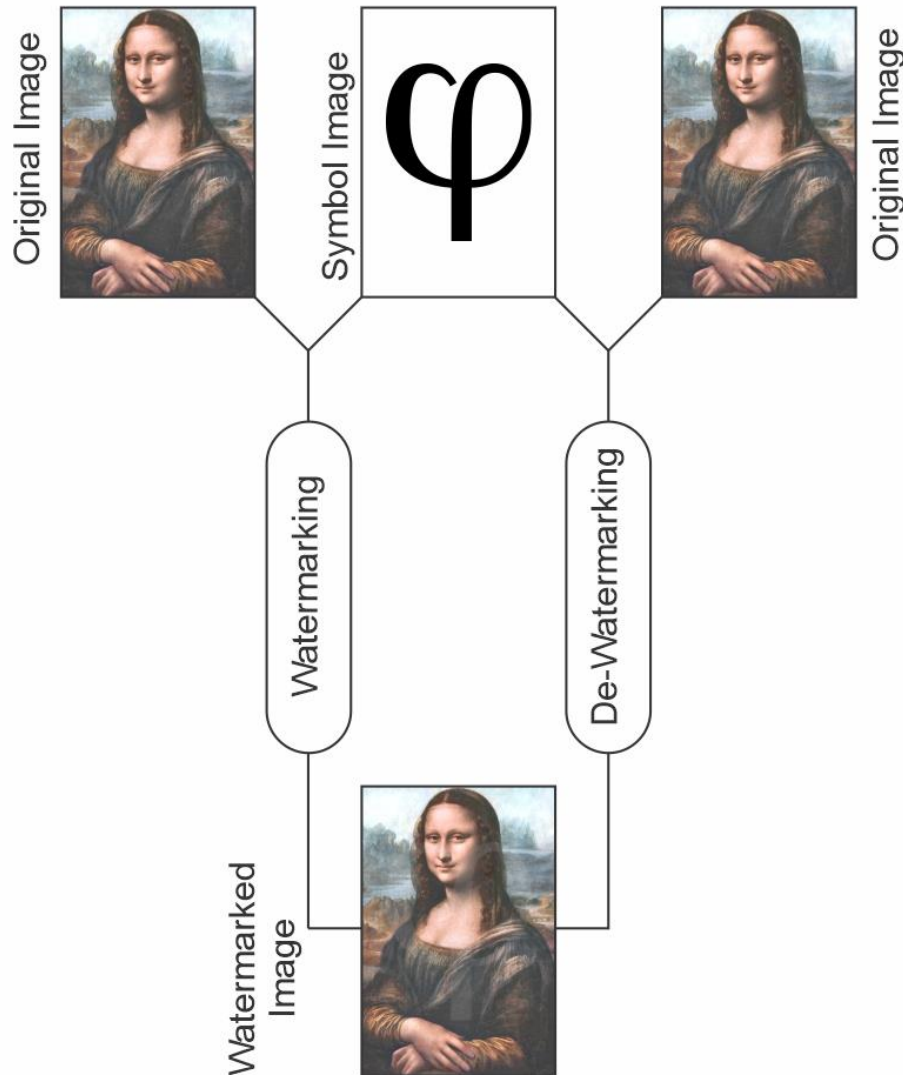 Original Image
Symbol Image
φ
Original Image
Watermarking
De-Watermarking
Watermarked
Image